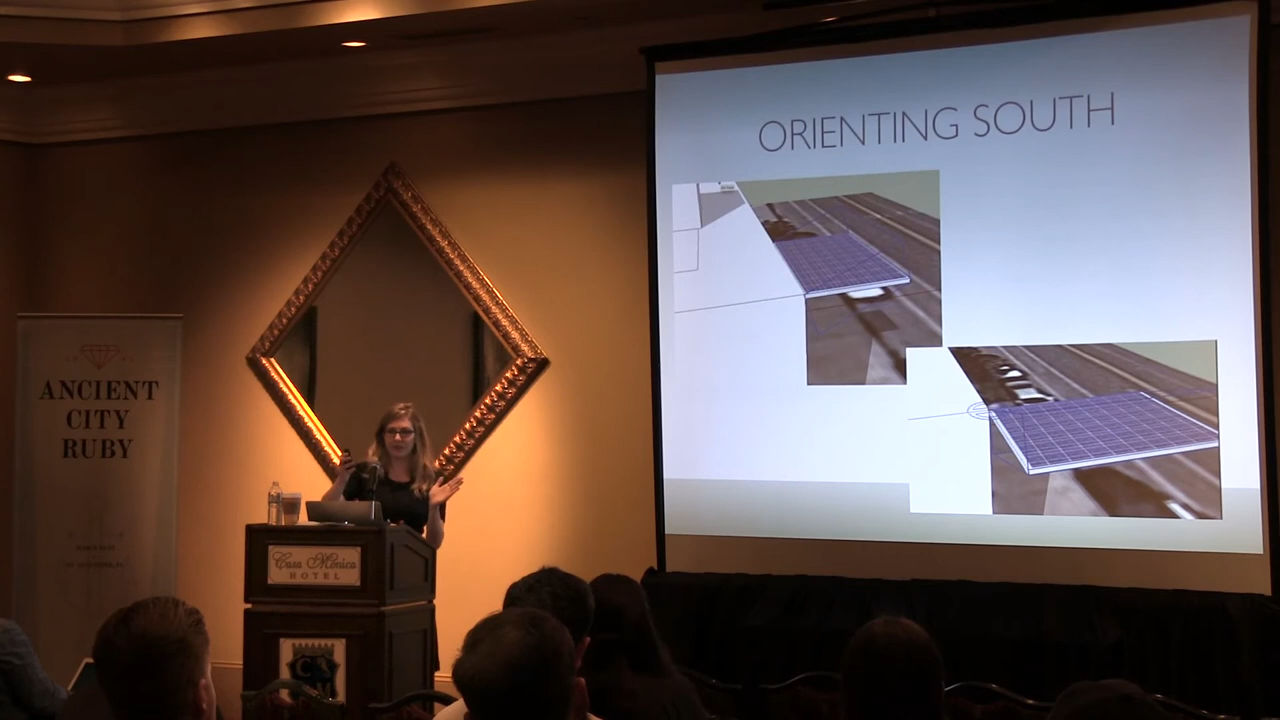 ORIENTING SOUTH
ANCIENT
CITY
RUBY
Casa Monica
HOTEL